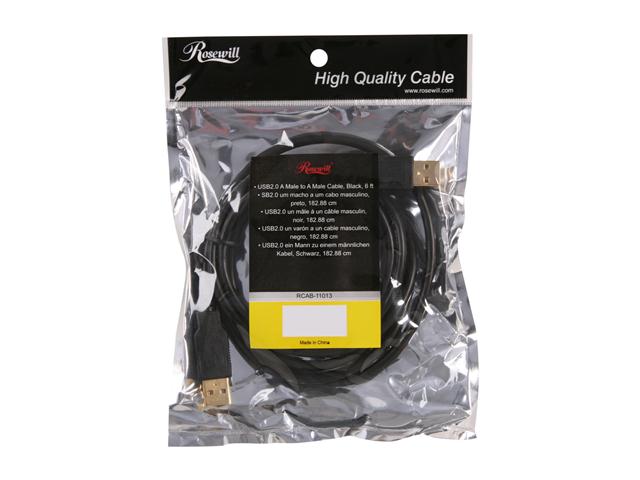 Rosewill
High Quality Cable
www.rosewill.com
Rosewill
• USB2.0 A Male to A Male Cable, Black, 6 ft
• SB2.0 um macho a um cabo masculino,
preto, 182.88 cm
• USB2.0 un mâle à un câble masculin,
noir, 182.88 cm
• USB2.0 un varón a un cable masculino,
negro, 182.88 cm
• USB2.0 ein Mann zu einem männlichen
Kabel, Schwarz, 182.88 cm
RCAB-11013
Made in China